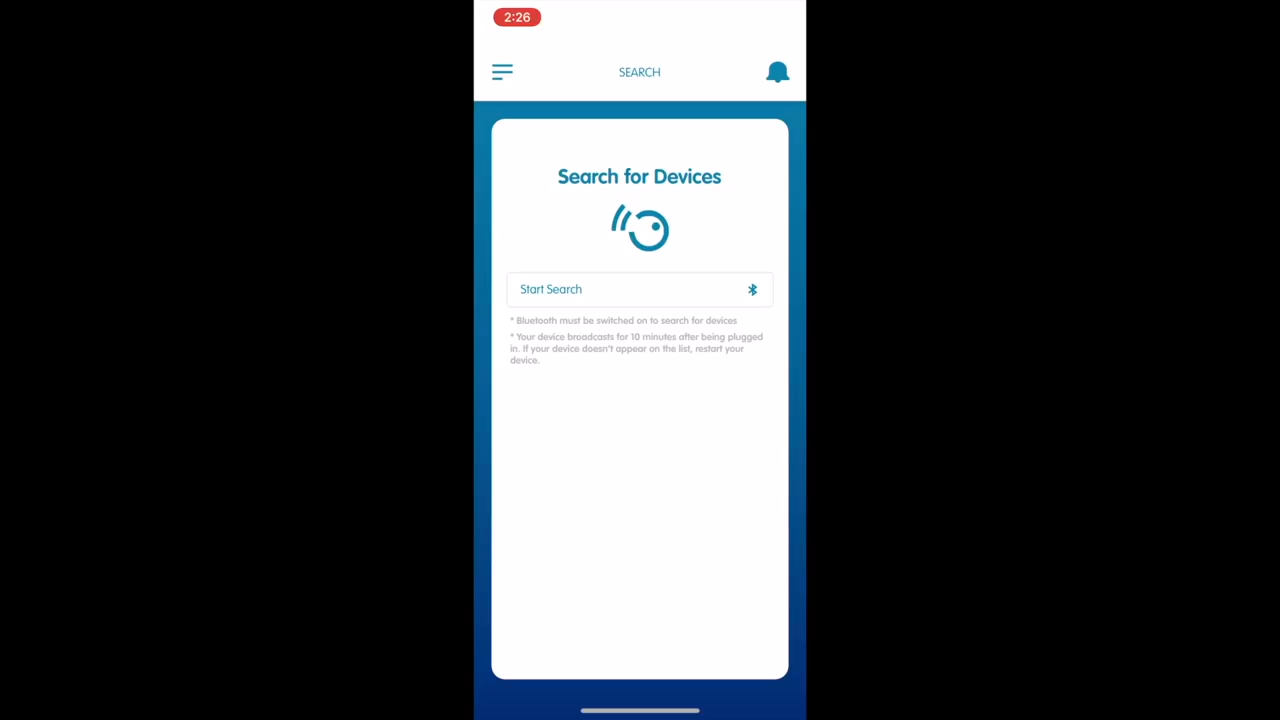 2:26
SEARCH
Search for Devices
Start Search
* Bluetooth must be switched on to search for devices
* Your device broadcasts for 10 minutes after being plugged
in. If your device doesn't appear on the list, restart your
device.